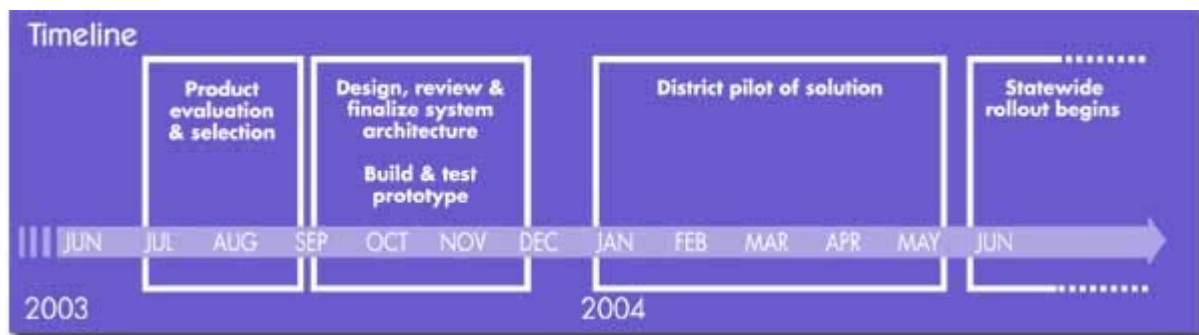 Timeline
Product
evaluation
& selection
Design, review &
finalize system
architecture
Build & test
prototype
District pilot of solution
Statewide
rollout begins
JUN JUL AUG SEP OCT NOV DEC JAN FEB MAR APR MAY JUN
2003 2004